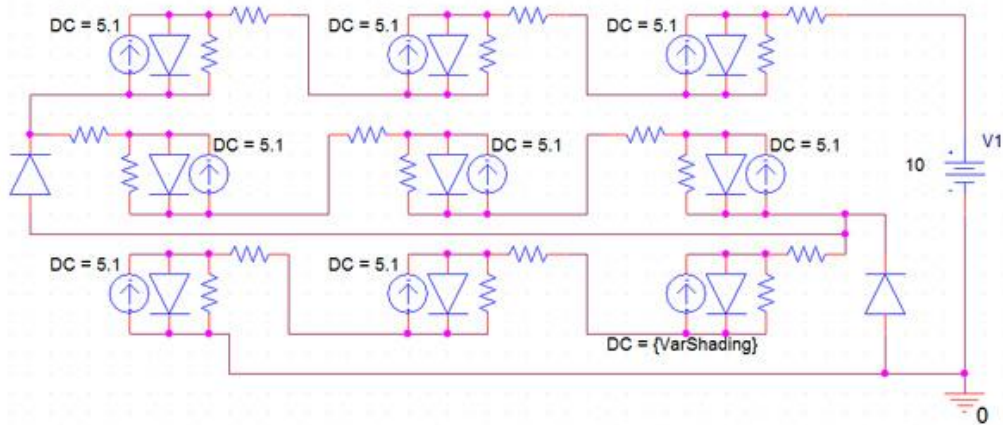 DC = 5.1
DC = 5.1
DC = 5.1
DC = 5.1
DC = 5.1
DC = 5.1
V1
10
DC = 5.1
DC = 5.1
DC = {VarShading}
0